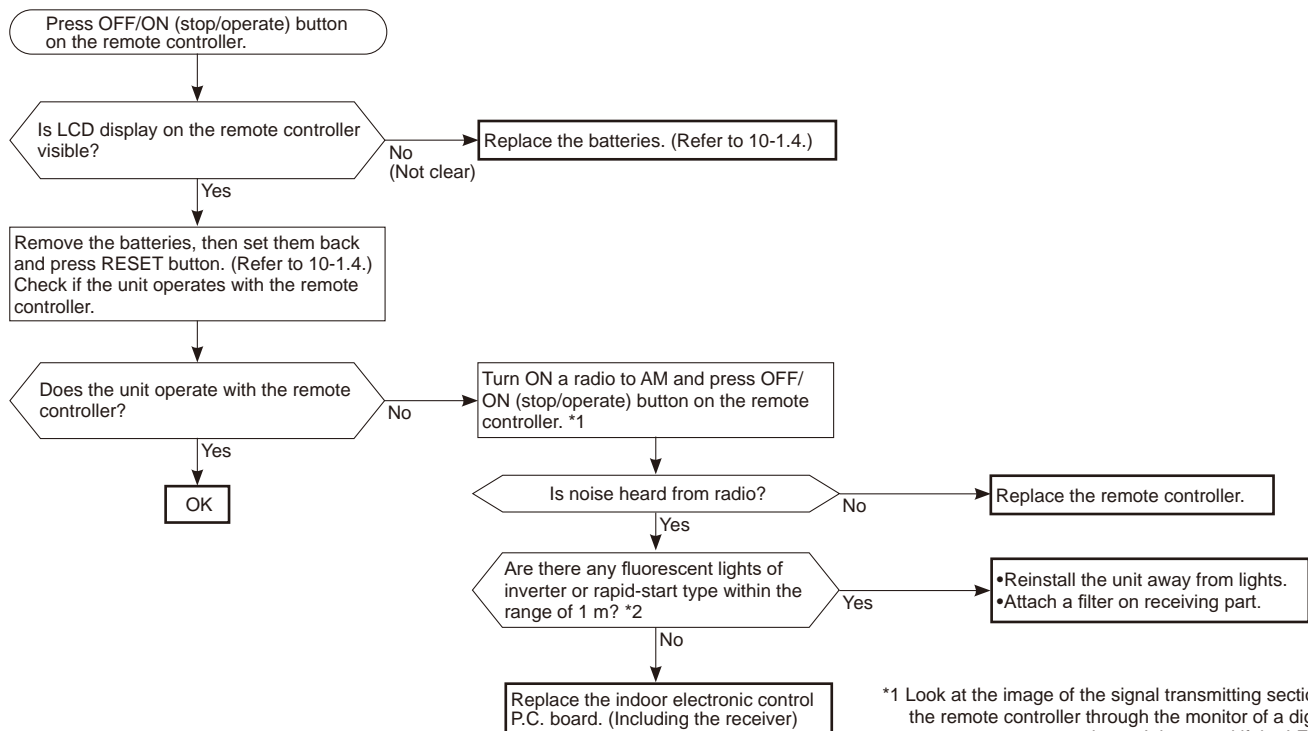 Press OFF/ON (stop/operate) button
on the remote controller.
Is LCD display on the remote controller
visible?
No
(Not clear)
Replace the batteries. (Refer to 10-1.4.)
Yes
Remove the batteries, then set them back
and press RESET button. (Refer to 10-1.4.)
Check if the unit operates with the remote
controller.
Does the unit operate with the remote
controller?
No
Yes
OK
Turn ON a radio to AM and press OFF/
ON (stop/operate) button on the remote
controller. *1
Is noise heard from radio?
No
Replace the remote controller.
Yes
Are there any fluorescent lights of
inverter or rapid-start type within the
range of 1 m? *2
Yes
•Reinstall the unit away from lights.
•Attach a filter on receiving part.
No
Replace the indoor electronic control
P.C. board. (Including the receiver)
*1 Look at the image of the signal transmitting
the remote controller through the monitor of a